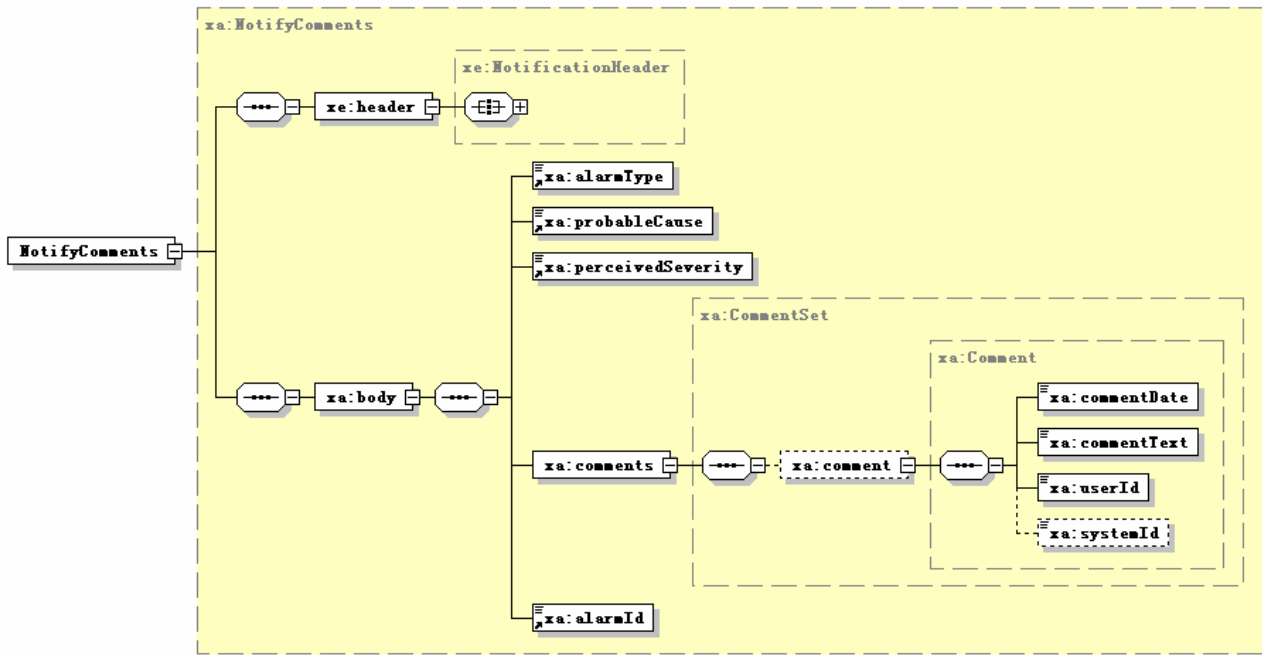 xa:NotifyComments
xe:NotificationHeader
xe:header
xa:alarmType
xa:probableCause
NotifyComments
xa:perceivedSeverity
xa:CommentSet
xa:Comment
xa:body
xa:commentDate
xa:commentText
xa:comments
xa:comment
xa:userId
xa:systemId
xa:alarmId